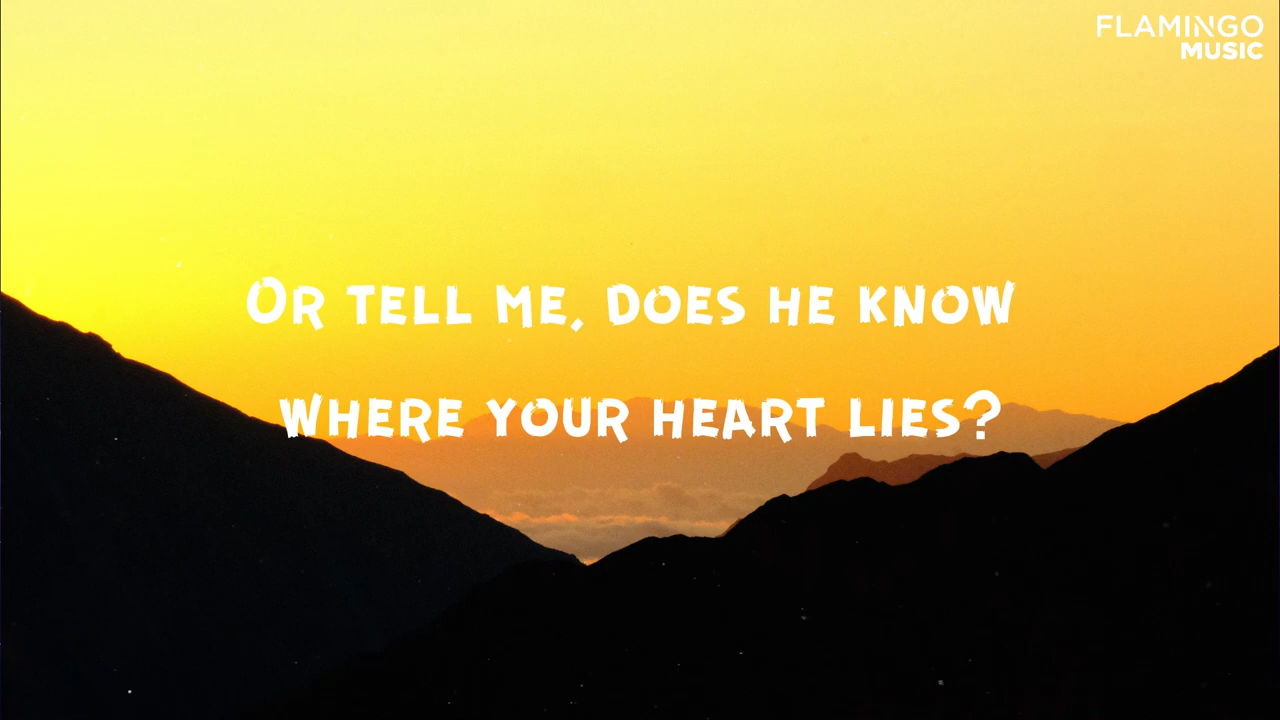 FLAMINGO
MUSIC
OR TELL ME, DOES HE KNOW
WHERE YOUR HEART LIES?